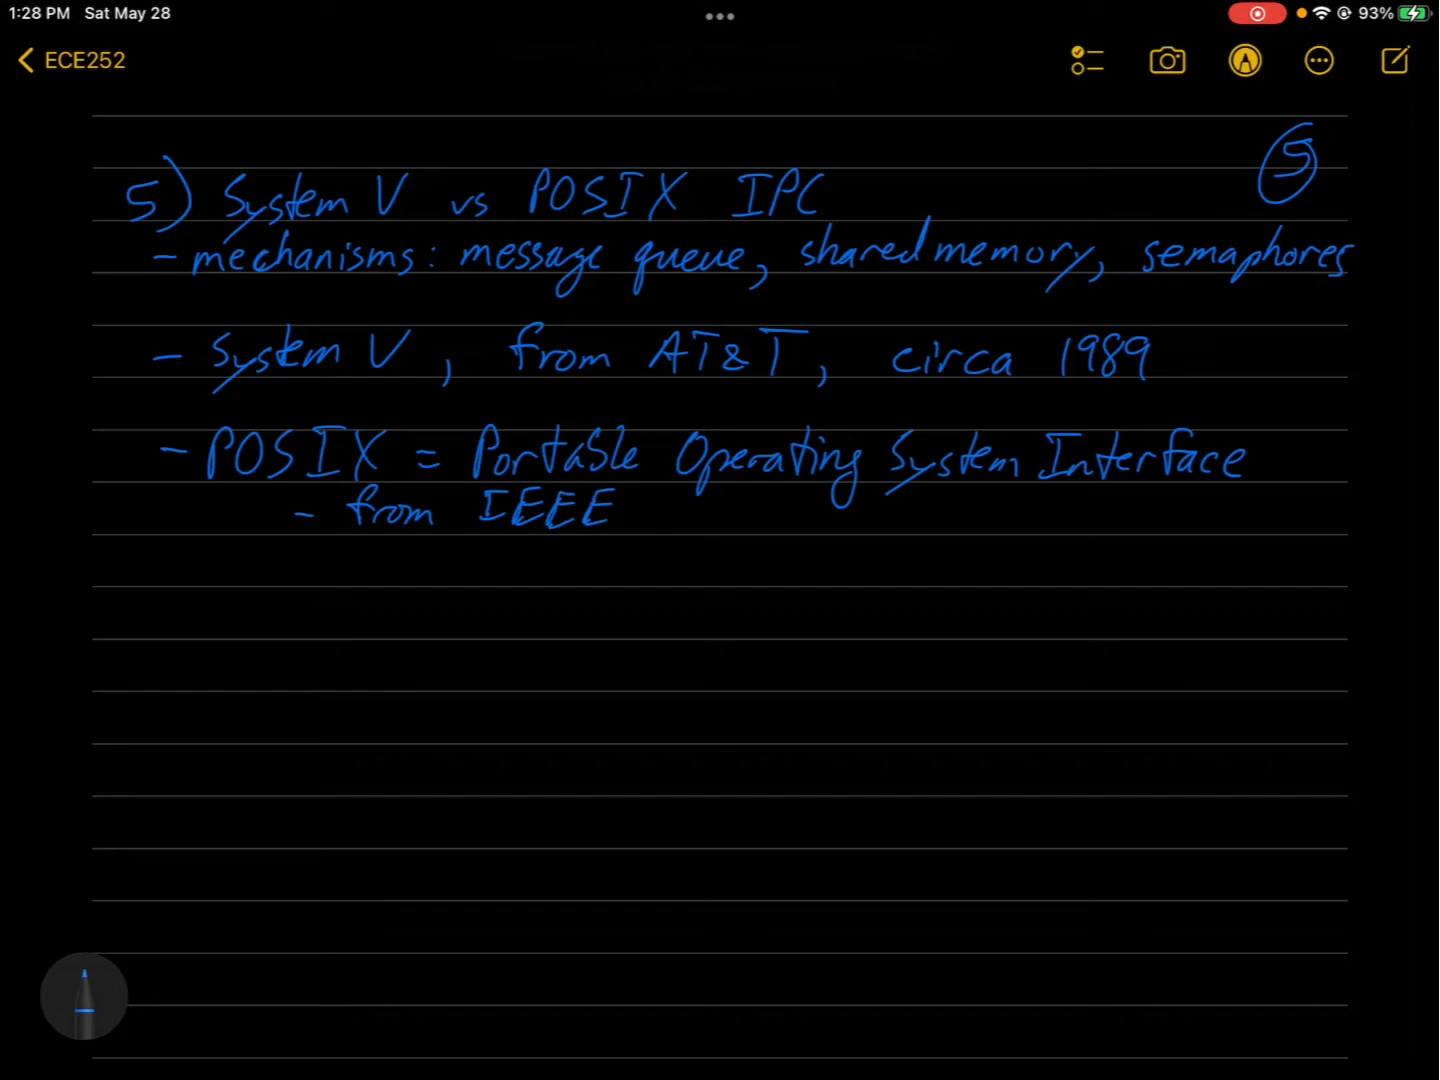 1:28 PM Sat May 28
93%
ECE252
5
5) System V vs POSIX IPC
- mechanisms: message queue, shared memory, semaphores
- System V, from AT&T, circa 1989
- POSIX = Portable Operating System Interface
- from IEEE